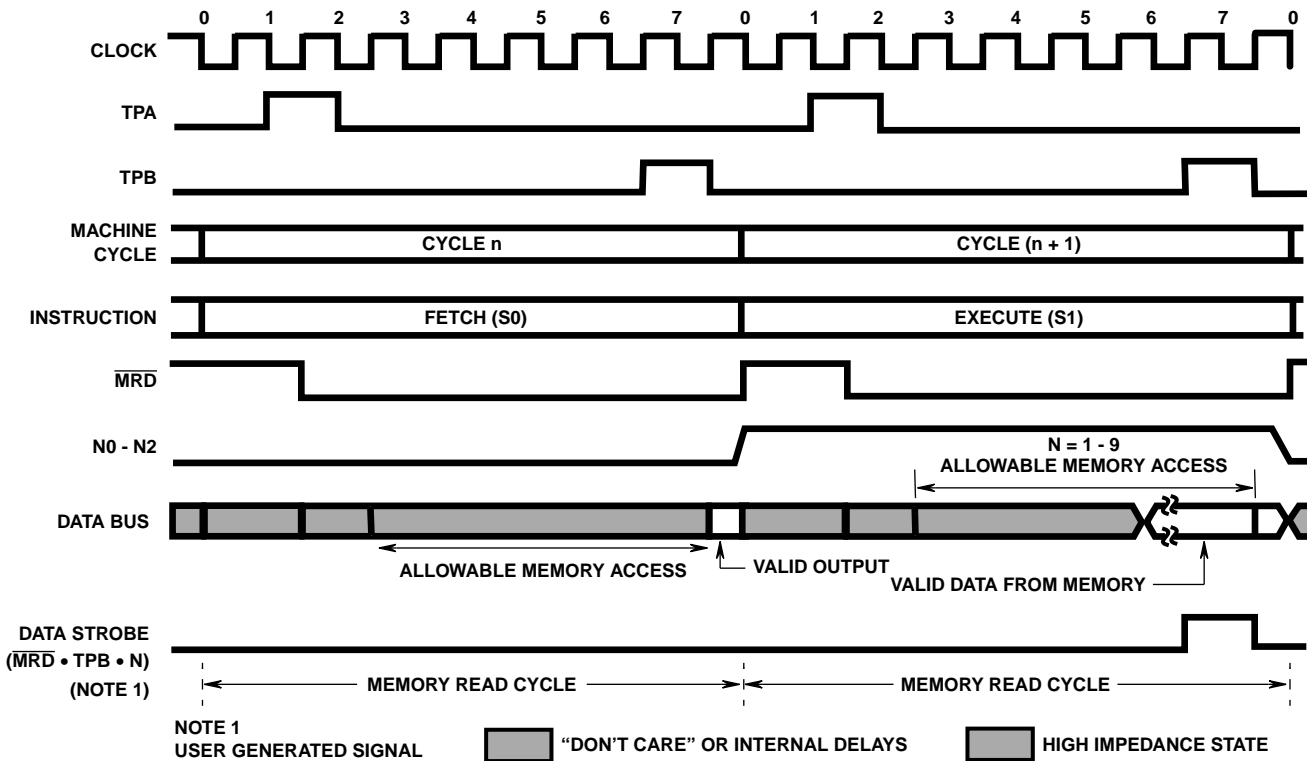 0 1 2 3 4 5 6 7 0 1 2 3 4 5 6 7 0
CLOCK
TPA
TPB
MACHINE
CYCLE
CYCLE n
CYCLE (n + 1)
INSTRUCTION
FETCH (S0)
EXECUTE (S1)
MRD
N0 - N2
N = 1 - 9
ALLOWABLE MEMORY ACCESS
DATA BUS
ALLOWABLE MEMORY ACCESS
VALID OUTPUT
VALID DATA FROM MEMORY
DATA STROBE
(MRD • TPB • N)
(NOTE 1)
MEMORY READ CYCLE
MEMORY READ CYCLE
NOTE 1
USER GENERATED SIGNAL
“DON'T CARE” OR INTERNAL DELAYS
HIGH IMPEDANCE STATE